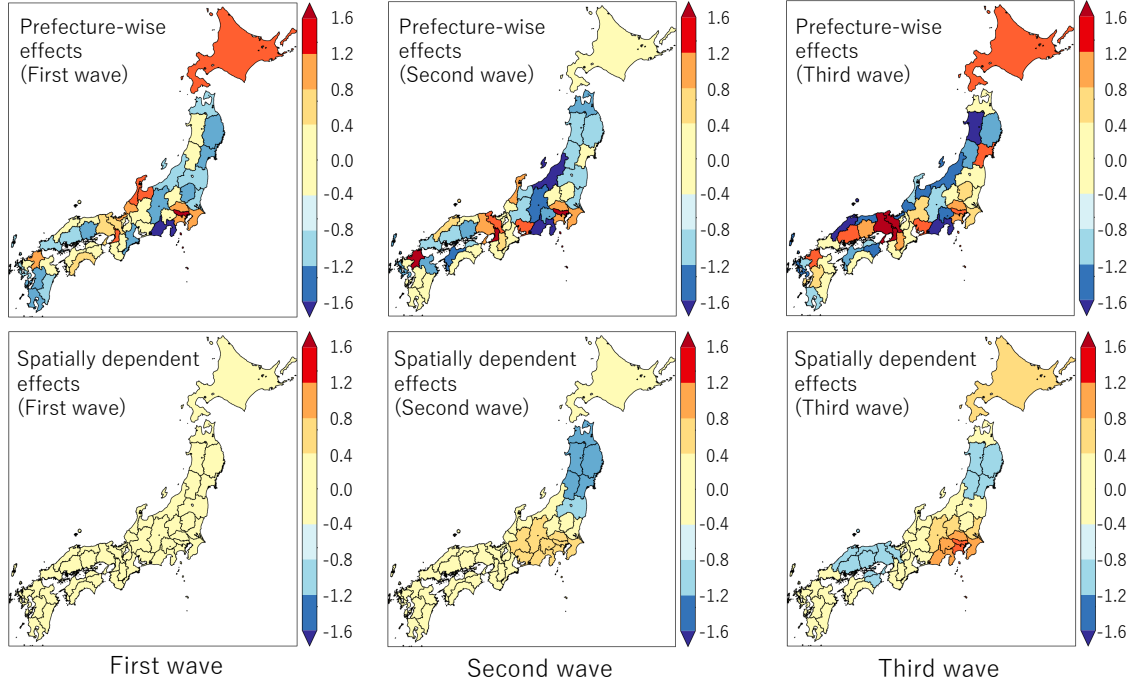 Prefecture-wise
effects
(First wave)
1.6
1.2
0.8
0.4
0.0
-0.4
-0.8
-1.2
-1.6
Prefecture-wise
effects
(Second wave)
1.6
1.2
0.8
0.4
0.0
-0.4
-0.8
-1.2
-1.6
Prefecture-wise
effects
(Third wave)
1.6
1.2
0.8
0.4
0.0
-0.4
-0.8
-1.2
-1.6
Spatially dependent
effects
(First wave)
1.6
1.2
0.8
0.4
0.0
-0.4
-0.8
-1.2
-1.6
Spatially dependent
effects
(Second wave)
1.6
1.2
0.8
0.4
0.0
-0.4
-0.8
-1.2
-1.6
Spatially dependent
effects
(Third wave)
1.6
1.2
0.8
0.4
0.0
-0.4
-0.8
-1.2
-1.6
First wave
Second wave
Third wave